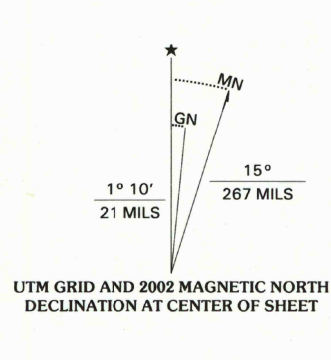 ★
MN
GN
15°
267 MILS
1° 10′
21 MILS
UTM GRID AND 2002 MAGNETIC NORTH
DECLINATION AT CENTER OF SHEET